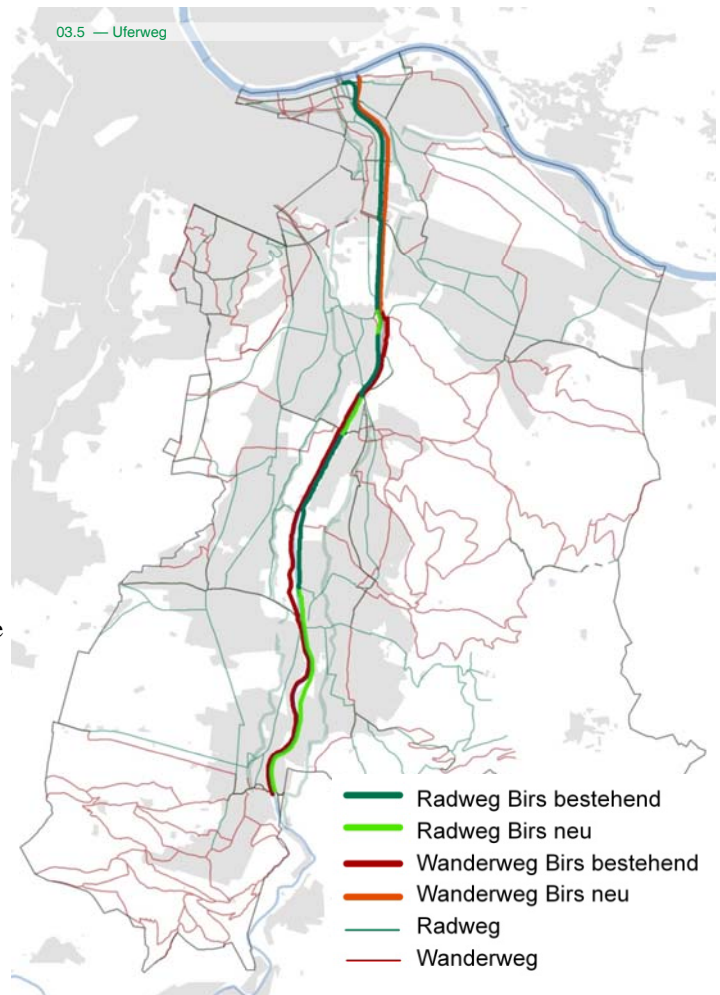 03.5 — Uferweg
e
Radweg Birs bestehend
Radweg Birs neu
Wanderweg Birs bestehend
Wanderweg Birs neu
Radweg
Wanderweg